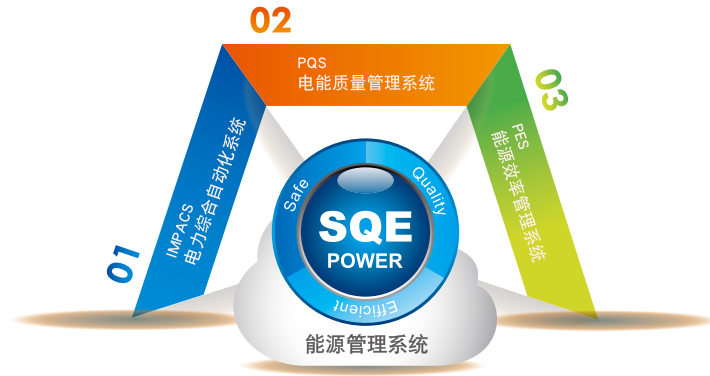 01
IMPACS
电力综合自动化系统
02
PQS
电能质量管理系统
03
PES
能源效率管理系统
Safe
Quality
Efficient
SQE
POWER
能源管理系统